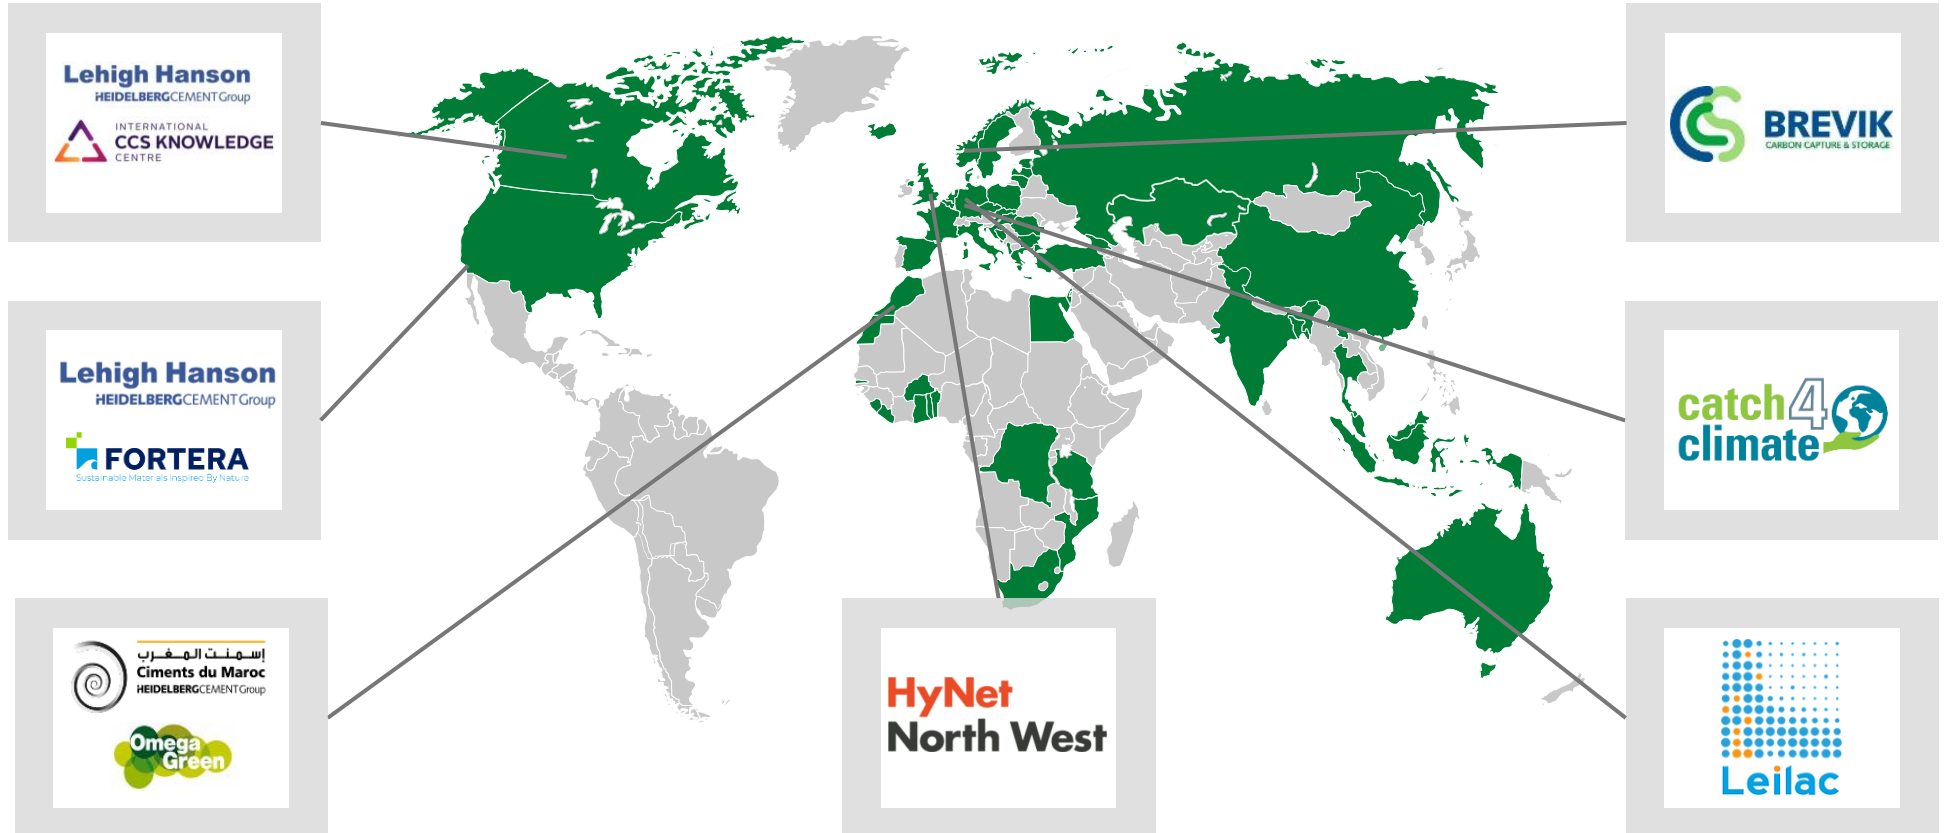 Lehigh Hanson
HEIDELBERGCEMENT Group
INTERNATIONAL
CCS KNOWLEDGE
CENTRE
Lehigh Hanson
HEIDELBERGCEMENT Group
FORTERA
Sustainable Materials Inspired By Nature
إسمنت المغرب
Ciments du Maroc
HEIDELBERGCEMENT Group
Omega
Green
HyNet
North West
CCS
BREVIK
CARBON CAPTURE & STORAGE
catch4
climate
Leilac